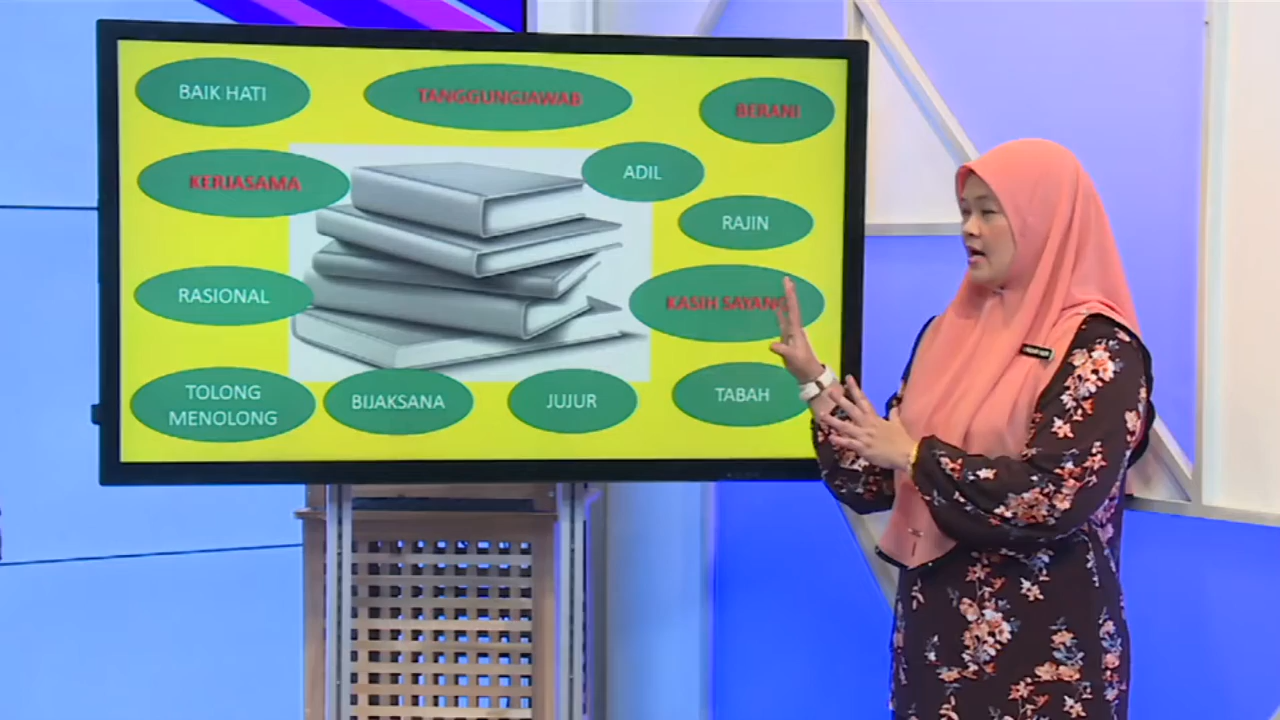 BAIK HATI
TANGGUNGJAWAB
BERANI
KERJASAMA
ADIL
RAJIN
RASIONAL
KASIH SAYANG
TOLONG
MENOLONG
BIJAKSANA
JUJUR
TABAH